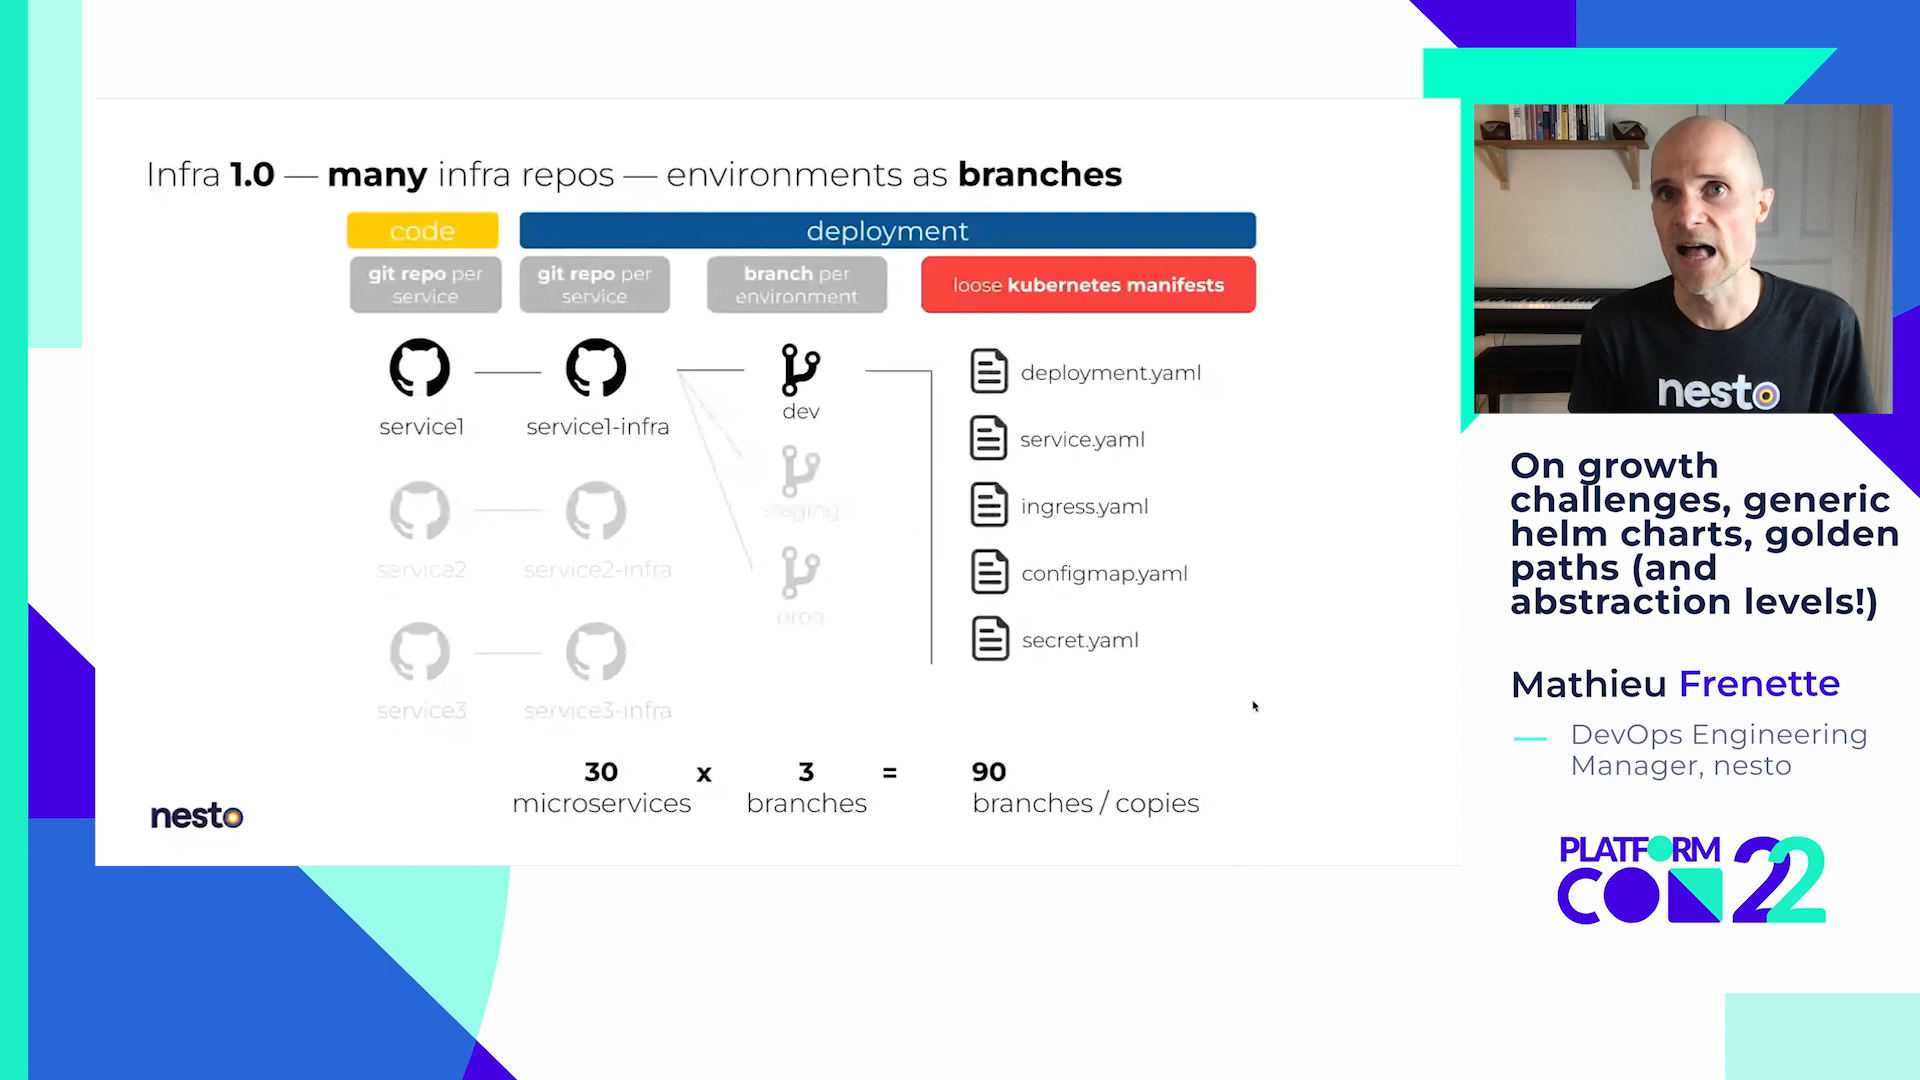 Infra 1.0 — many infra repos — environments as branches
code
deployment
git repo per
service
git repo per
service
branch per
environment
loose kubernetes manifests
service1
service1-infra
dev
staging
prod
service2
service2-infra
service3
service3-infra
deployment.yaml
service.yaml
ingress.yaml
configmap.yaml
secret.yaml
30 x 3 = 90
microservices branches branches / copies
nesto
nesto
On growth
challenges, generic
helm charts, golden
paths (and
abstraction levels!)
Mathieu Frenette
— DevOps Engineering
Manager, nesto
PLATFORM
CON 22